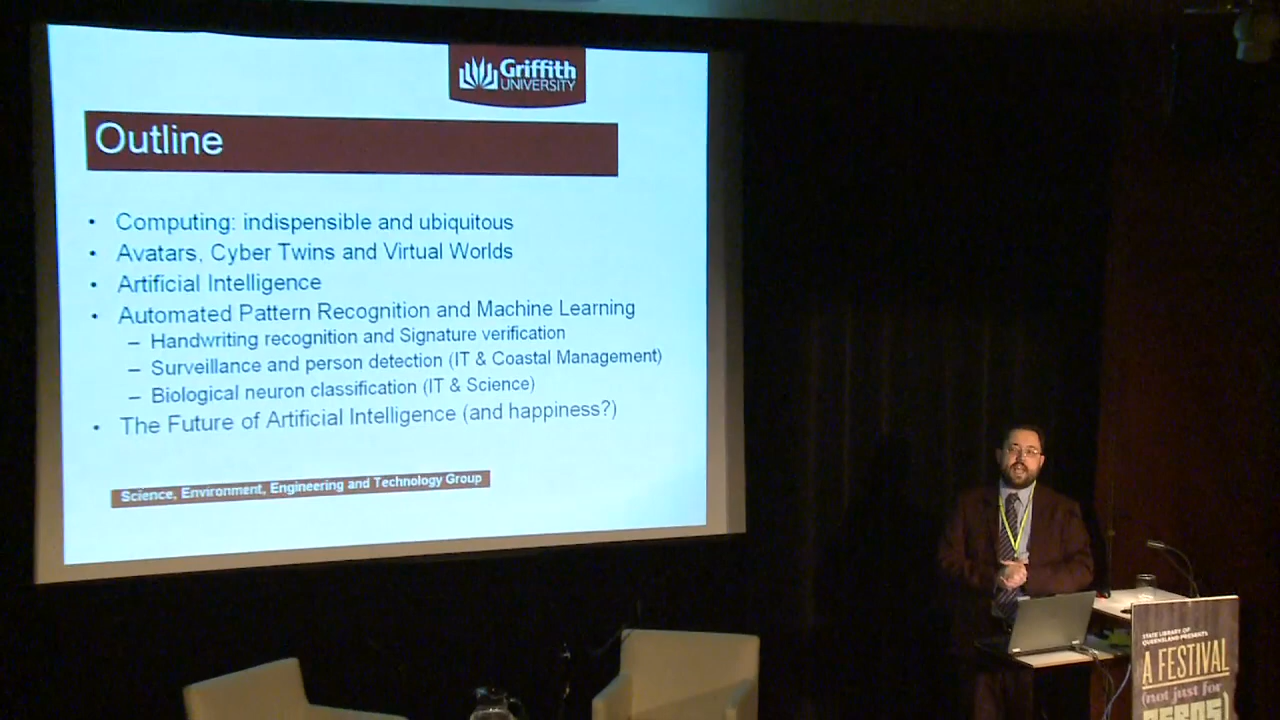 Griffith
UNIVERSITY
Outline
• Computing: indispensible and ubiquitous
• Avatars, Cyber Twins and Virtual Worlds
• Artificial Intelligence
• Automated Pattern Recognition and Machine Learning
– Handwriting recognition and Signature verification
– Surveillance and person detection (IT & Coastal Management)
– Biological neuron classification (IT & Science)
• The Future of Artificial Intelligence (and happiness?)
Science, Environment, Engineering and Technology Group
STATE LIBRARY OF
QUEENSLAND PRESENTS
A FESTIVAL
(not just for